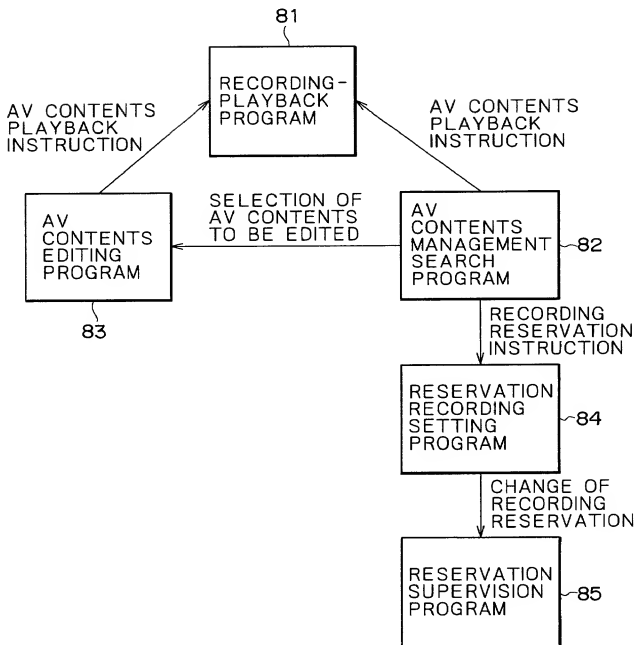 81
RECORDING-
PLAYBACK
PROGRAM
AV CONTENTS
PLAYBACK
INSTRUCTION
AV CONTENTS
PLAYBACK
INSTRUCTION
SELECTION OF
AV CONTENTS
TO BE EDITED
AV
CONTENTS
EDITING
PROGRAM
83
AV
CONTENTS
MANAGEMENT
SEARCH
PROGRAM
82
RECORDING
RESERVATION
INSTRUCTION
RESERVATION
RECORDING
SETTING
PROGRAM
84
CHANGE OF
RECORDING
RESERVATION
RESERVATION
SUPERVISION
PROGRAM
85